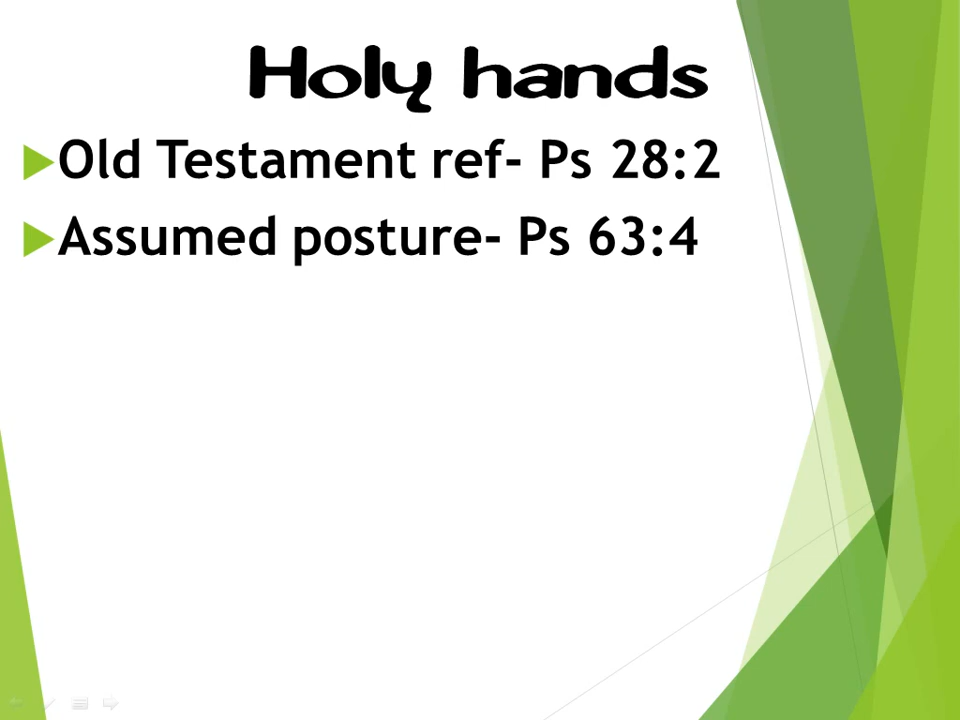 Holy hands
Old Testament ref- Ps 28:2
Assumed posture- Ps 63:4